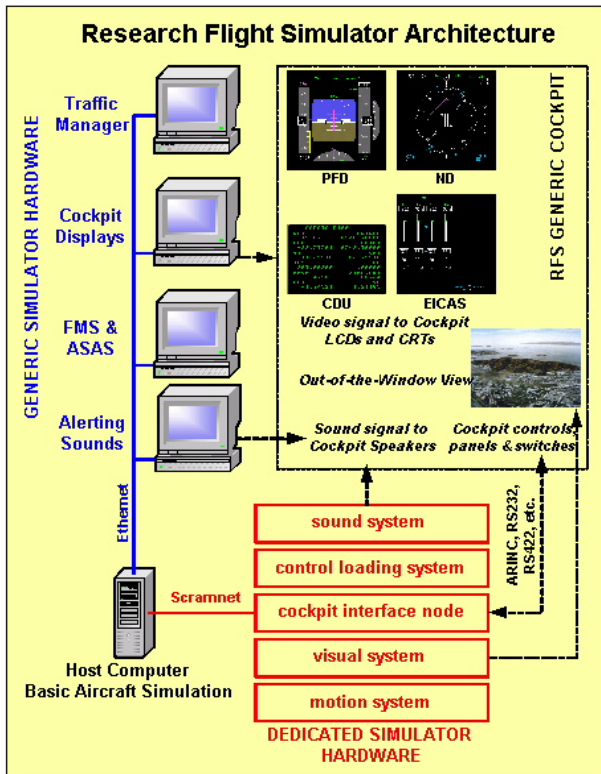 Research Flight Simulator Architecture
GENERIC SIMULATOR HARDWARE
Traffic
Manager
Cockpit
Displays
FMS &
ASAS
Alerting
Sounds
Ethernet
PFD
ND
CDU
EICAS
RFS GENERIC COCKPIT
Video signal to Cockpit
LCDs and CRTs
Out-of-the-Window View
Sound signal to
Cockpit Speakers
Cockpit controls,
panels & switches
ARINC, RS232,
RS422, etc.
sound system
control loading system
Scramnet
cockpit interface node
visual system
motion system
Host Computer
Basic Aircraft Simulation
DEDICATED SIMULATOR
HARDWARE